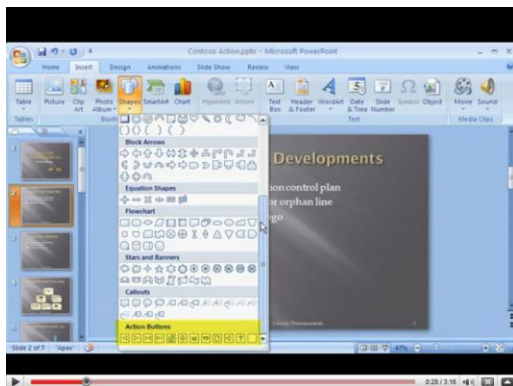 Contoso Action.pptx - Microsoft PowerPoint
Home Insert Design Animations Slide Show Review View
Table Picture Clip Art Photo Album Shapes SmartArt Chart Hyperlink Action Text Box Header & Footer WordArt Date & Time Slide Number Symbol Object Movie Sound
Tables Text Media Clips
Block Arrows
Equation Shapes
Flowchart
Stars and Banners
Callouts
Action Buttons
Developments
control plan
or orphan line
Slide 2 of 7 "Apex" 47%
0:28 / 3:16